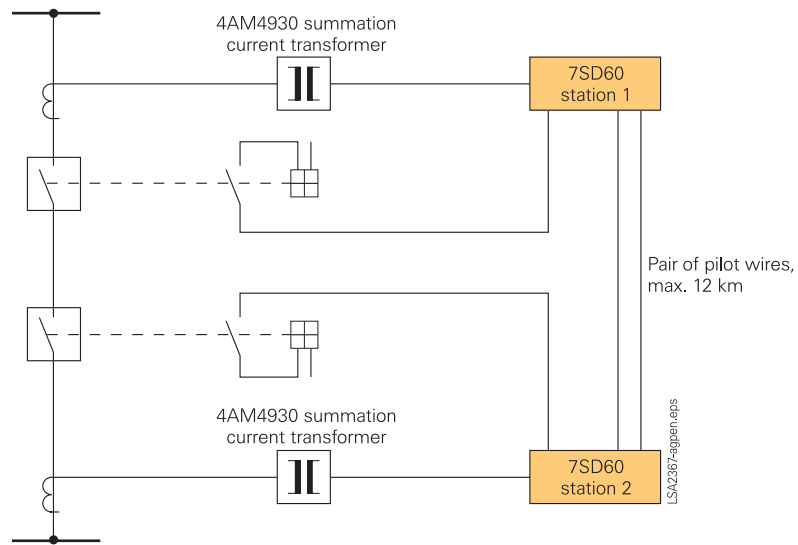 4AM4930 summation
current transformer
7SD60
station 1
Pair of pilot wires,
max. 12 km
4AM4930 summation
current transformer
7SD60
station 2
LSA2367-agpen.eps